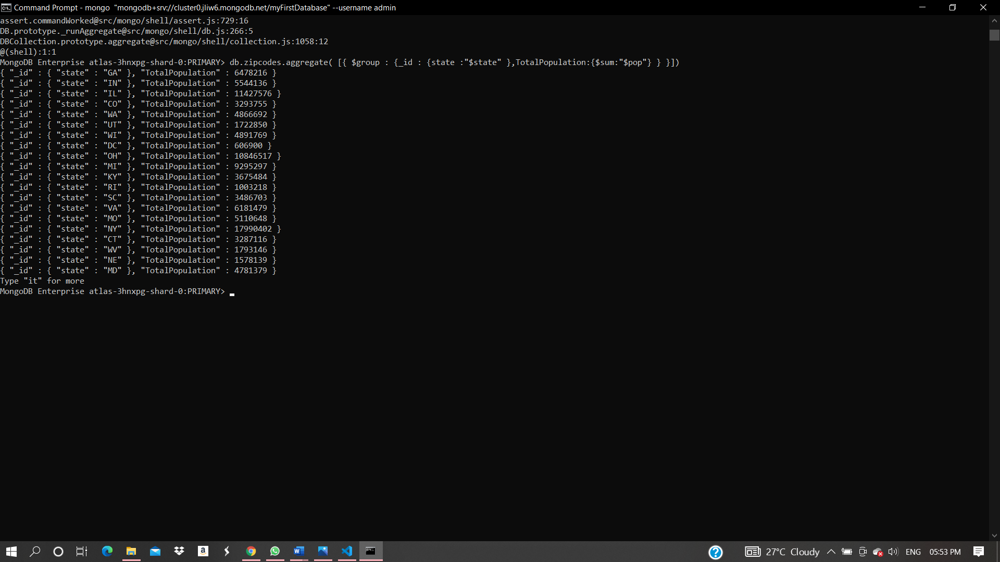 Command Prompt - mongo  "mongodb+srv://cluster0.jliw6.mongodb.net/myFirstDatabase" --username admin
assert.commandWorked@src/mongo/shell/assert.js:729:16
DB.prototype._runAggregate@src/mongo/shell/db.js:266:5
DBCollection.prototype.aggregate@src/mongo/shell/collection.js:1058:12
@(shell):1:1
MongoDB Enterprise atlas-3hnxpg-shard-0:PRIMARY> db.zipcodes.aggregate( [{ $group : {_id : {state :"$state" },TotalPopulation:{$sum:"$pop"} } }])
{ "_id" : { "state" : "GA" }, "TotalPopulation" : 6478216 }
{ "_id" : { "state" : "IN" }, "TotalPopulation" : 5544136 }
{ "_id" : { "state" : "IL" }, "TotalPopulation" : 11427576 }
{ "_id" : { "state" : "CO" }, "TotalPopulation" : 3293755 }
{ "_id" : { "state" : "WA" }, "TotalPopulation" : 4866692 }
{ "_id" : { "state" : "UT" }, "TotalPopulation" : 1722850 }
{ "_id" : { "state" : "WI" }, "TotalPopulation" : 4891769 }
{ "_id" : { "state" : "DC" }, "TotalPopulation" : 606900 }
{ "_id" : { "state" : "OH" }, "TotalPopulation" : 10846517 }
{ "_id" : { "state" : "MI" }, "TotalPopulation" : 9295297 }
{ "_id" : { "state" : "KY" }, "TotalPopulation" : 3675484 }
{ "_id" : { "state" : "RI" }, "TotalPopulation" : 1003218 }
{ "_id" : { "state" : "SC" }, "TotalPopulation" : 3486703 }
{ "_id" : { "state" : "VA" }, "TotalPopulation" : 6181479 }
{ "_id" : { "state" : "MO" }, "TotalPopulation" : 5110648 }
{ "_id" : { "state" : "NY" }, "TotalPopulation" : 17990402 }
{ "_id" : { "state" : "CT" }, "TotalPopulation" : 3287116 }
{ "_id" : { "state" : "WV" }, "TotalPopulation" : 1793146 }
{ "_id" : { "state" : "NE" }, "TotalPopulation" : 1578139 }
{ "_id" : { "state" : "MD" }, "TotalPopulation" : 4781379 }
Type "it" for more
MongoDB Enterprise atlas-3hnxpg-shard-0:PRIMARY>
27°C Cloudy ENG 05:53 PM